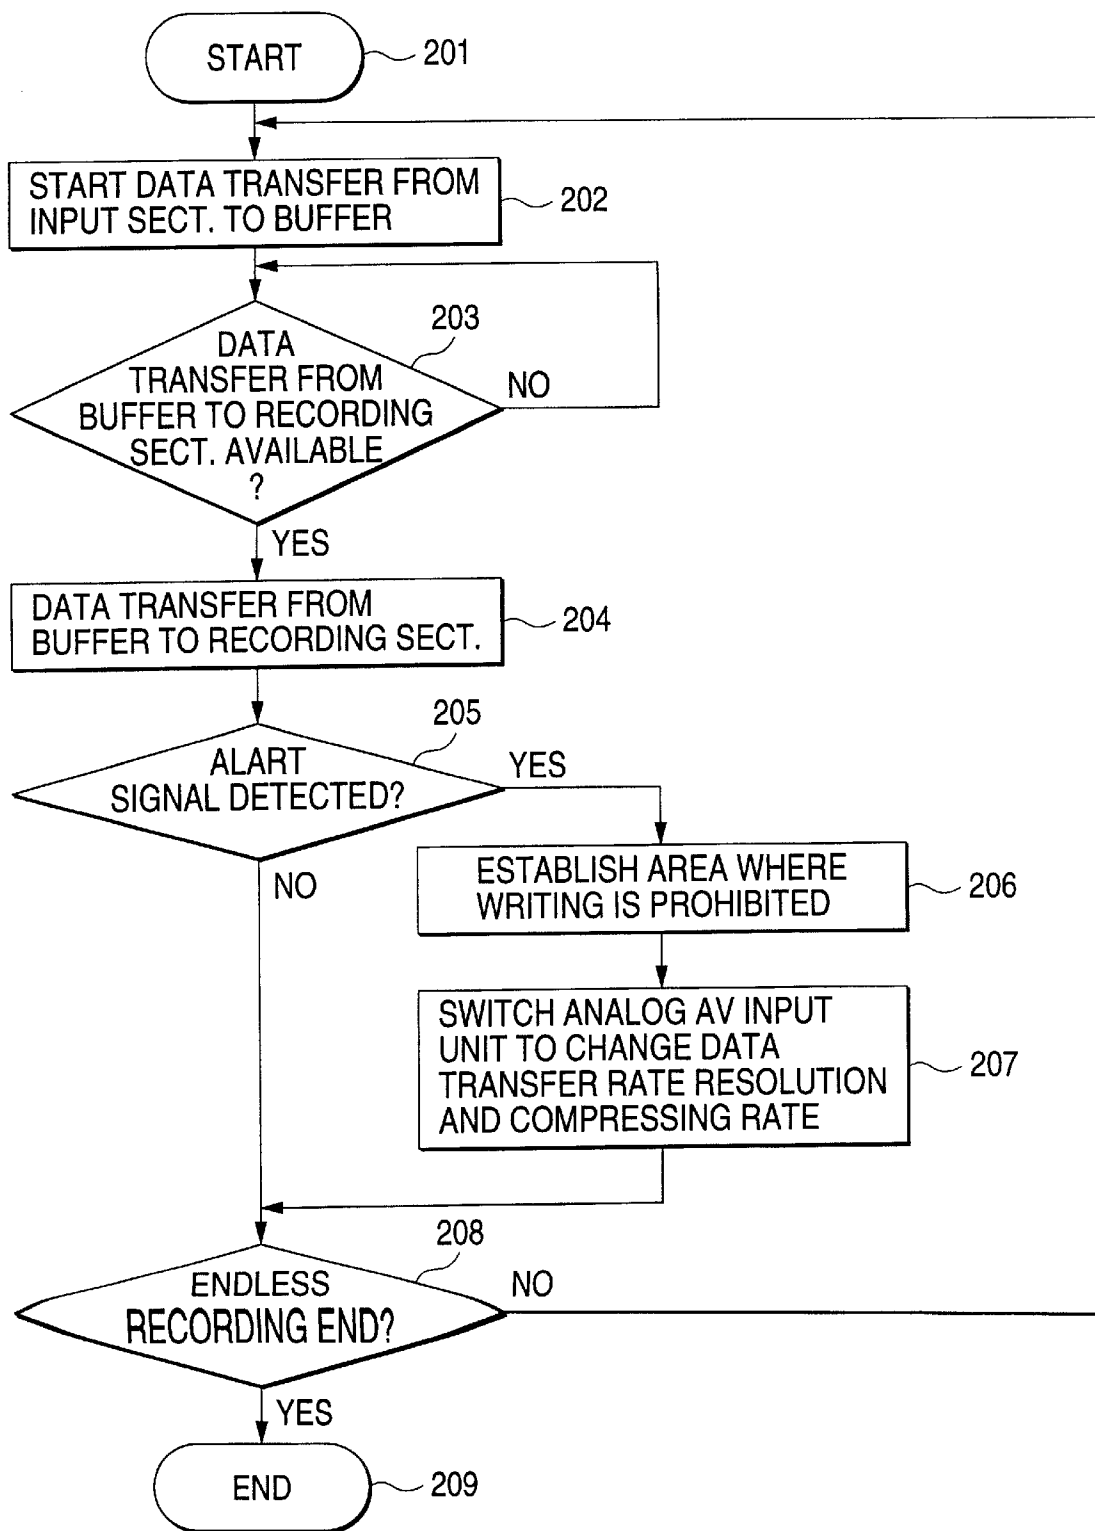 START
201
START DATA TRANSFER FROM
INPUT SECT. TO BUFFER
202
203
DATA
TRANSFER FROM
BUFFER TO RECORDING
SECT. AVAILABLE
?
NO
YES
DATA TRANSFER FROM
BUFFER TO RECORDING SECT.
204
205
ALART
SIGNAL DETECTED?
YES
NO
ESTABLISH AREA WHERE
WRITING IS PROHIBITED
206
SWITCH ANALOG AV INPUT
UNIT TO CHANGE DATA
TRANSFER RATE RESOLUTION
AND COMPRESSING RATE
207
208
ENDLESS
RECORDING END?
NO
YES
END
209